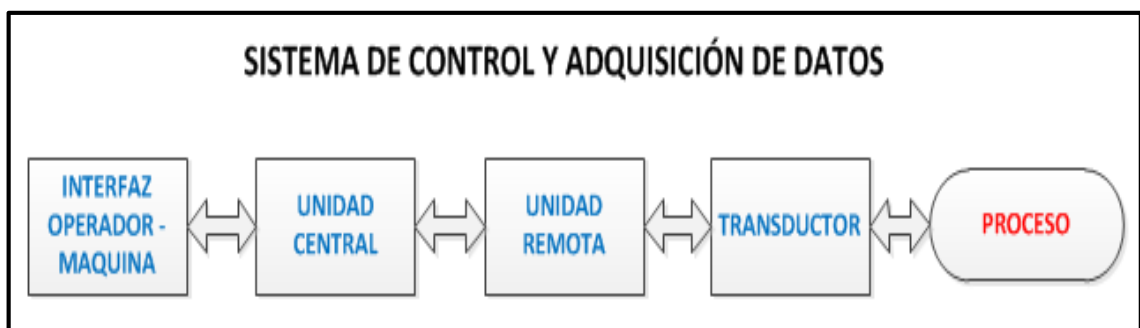 SISTEMA DE CONTROL Y ADQUISICIÓN DE DATOS
INTERFAZ
OPERADOR -
MAQUINA
UNIDAD
CENTRAL
UNIDAD
REMOTA
TRANSDUCTOR
PROCESO